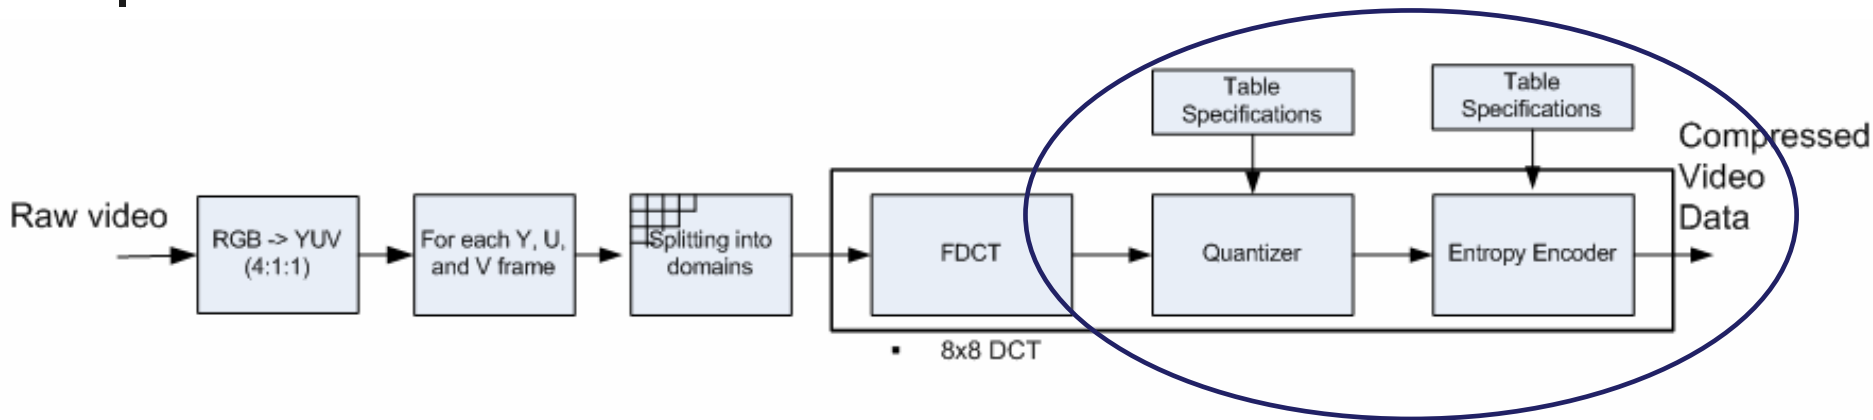 Raw video
RGB -> YUV
(4:1:1)
For each Y, U,
and V frame
Splitting into
domains
FDCT
▪ 8x8 DCT
Table
Specifications
Quantizer
Table
Specifications
Entropy Encoder
Compressed
Video
Data